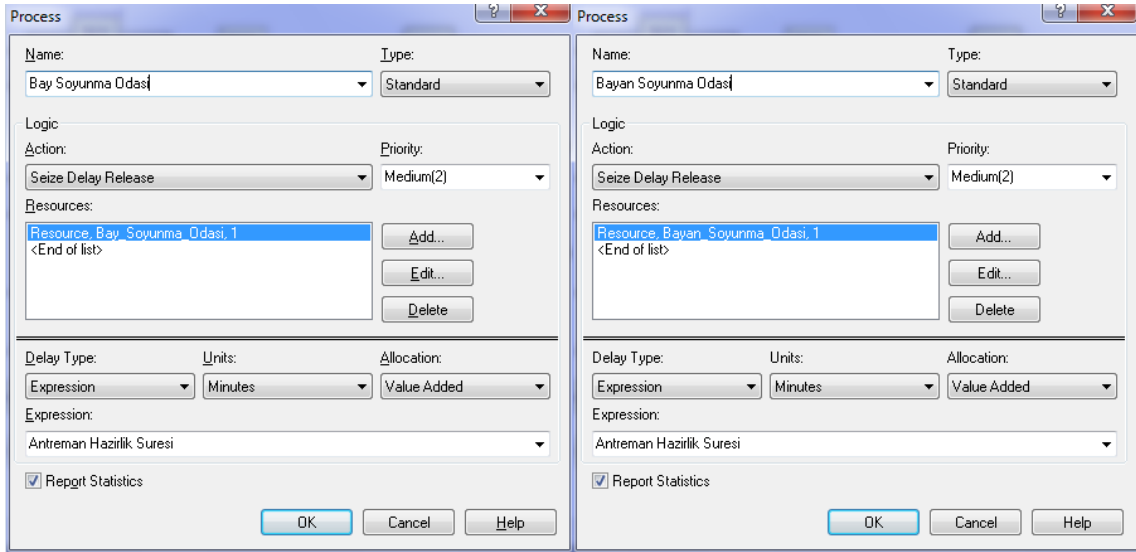 Process
Name: Type:
Bay Soyunma Odasi Standard
Logic
Action: Priority:
Seize Delay Release Medium(2)
Resources:
Resource, Bay_Soyunma_Odasi, 1
<End of list>
Add...
Edit...
Delete
Delay Type: Units: Allocation:
Expression Minutes Value Added
Expression:
Antreman Hazirlik Suresi
Report Statistics
OK Cancel Help
Process
Name: Type:
Bayan Soyunma Odasi Standard
Logic
Action: Priority:
Seize Delay Release Medium(2)
Resources:
Resource, Bayan_Soyunma_Odasi, 1
<End of list>
Add...
Edit...
Delete
Delay Type: Units: Allocation:
Expression Minutes Value Added
Expression:
Antreman Hazirlik Suresi
Report Statistics
OK Cancel Help